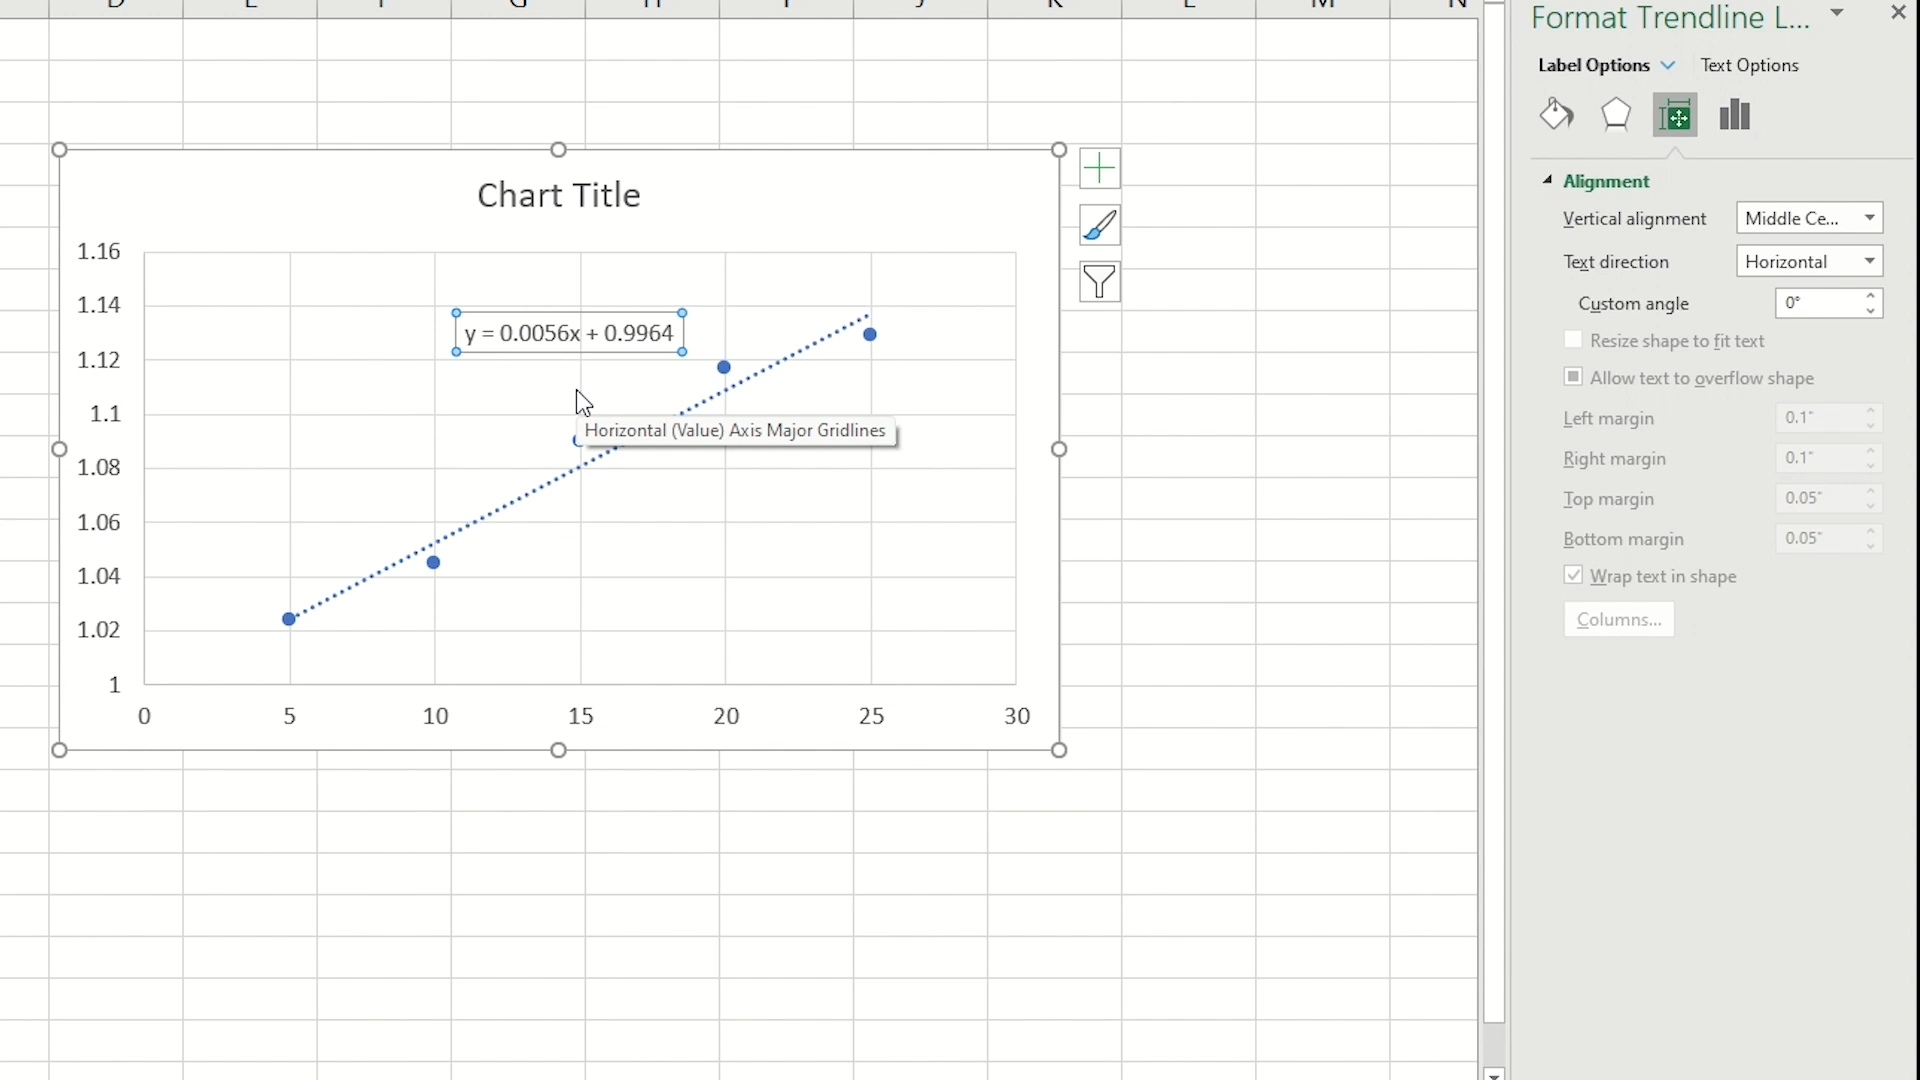 D E F G H I J K L M N
Format Trendline L...
Label Options Text Options
Chart Title
1.16
1.14
1.12
1.1
1.08
1.06
1.04
1.02
1
y = 0.0056x + 0.9964
Horizontal (Value) Axis Major Gridlines
0 5 10 15 20 25 30
Alignment
Vertical alignment Middle Ce...
Text direction Horizontal
Custom angle 0°
Resize shape to fit text
Allow text to overflow shape
Left margin 0.1"
Right margin 0.1"
Top margin 0.05"
Bottom margin 0.05"
Wrap text in shape
Columns...